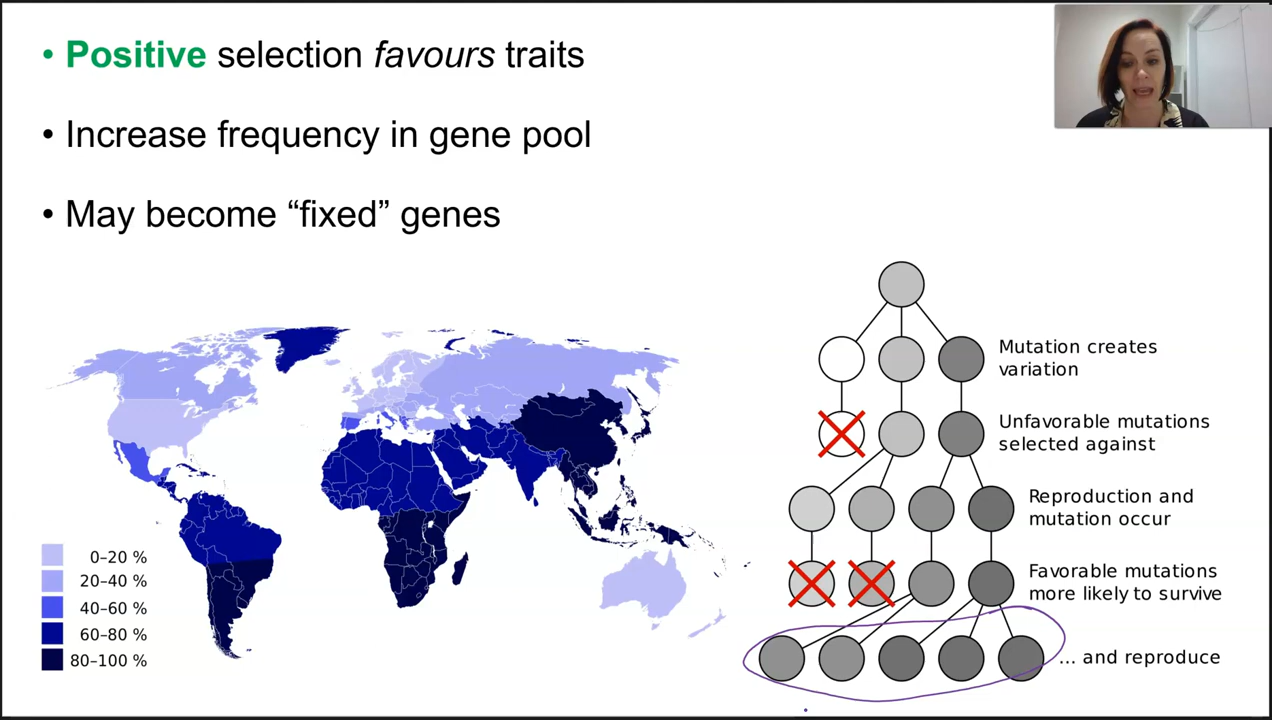 • Positive selection favours traits
• Increase frequency in gene pool
• May become “fixed” genes
0–20 %
20–40 %
40–60 %
60–80 %
80–100 %
Mutation creates
variation
Unfavorable mutations
selected against
Reproduction and
mutation occur
Favorable mutations
more likely to survive
... and reproduce